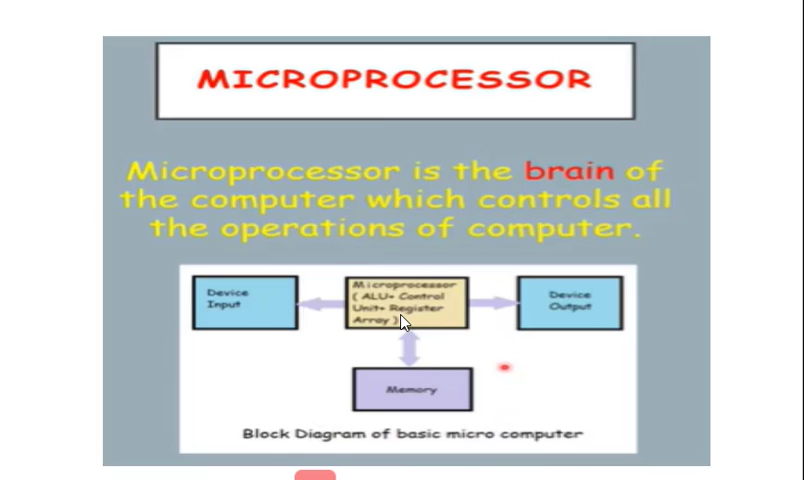 MICROPROCESSOR
Microprocessor is the brain of
the computer which controls all
the operations of computer.
Device
Input
Microprocessor
( ALU+ Control
Unit+ Register
Array )
Device
Output
Memory
Block Diagram of basic micro computer